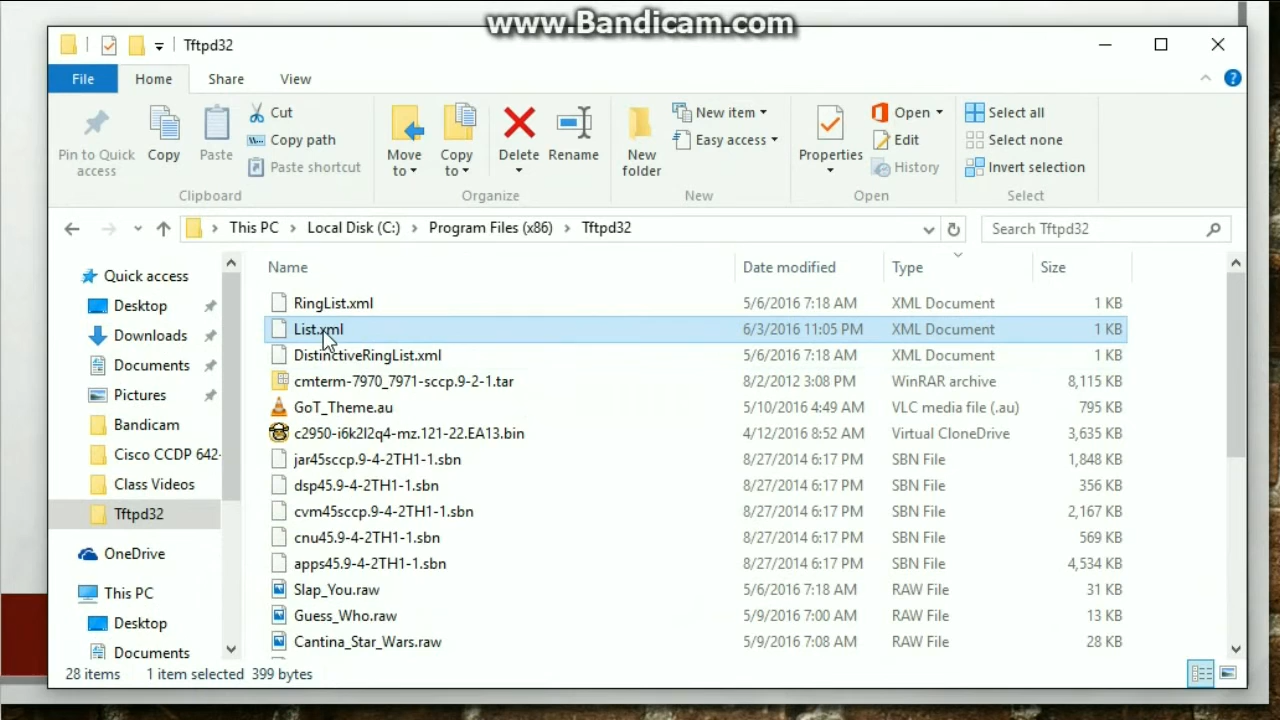 www.Bandicam.com
Tftpd32
File Home Share View
Pin to Quick access
Copy
Paste
Cut
Copy path
Paste shortcut
Clipboard
Move to
Copy to
Delete
Rename
Organize
New folder
New item
Easy access
New
Properties
Open
Edit
History
Open
Select all
Select none
Invert selection
Select
This PC > Local Disk (C:) > Program Files (x86) > Tftpd32
Search Tftpd32
Quick access
Desktop
Downloads
Documents
Pictures
Bandicam
Cisco CCDP 642-
Class Videos
Tftpd32
OneDrive
This PC
Desktop
Documents
Name Date modified Type Size
RingList.xml 5/6/2016 7:18 AM XML Document 1 KB
List.xml 6/3/2016 11:05 PM XML Document 1 KB
DistinctiveRingList.xml 5/6/2016 7:18 AM XML Document 1 KB
cmterm-7970_7971-sccp.9-2-1.tar 8/2/2012 3:08 PM WinRAR archive 8,115 KB
GoT_Theme.au 5/10/2016 4:49 AM VLC media file (.au) 795 KB
c2950-i6k2l2q4-mz.121-22.EA13.bin 4/12/2016 8:52 AM Virtual CloneDrive 3,635 KB
jar45sccp.9-4-2TH1-1.sbn 8/27/2014 6:17 PM SBN File 1,848 KB
dsp45.9-4-2TH1-1.sbn 8/27/2014 6:17 PM SBN File 356 KB
cvm45sccp.9-4-2TH1-1.sbn 8/27/2014 6:17 PM SBN File 2,167 KB
cnu45.9-4-2TH1-1.sbn 8/27/2014 6:17 PM SBN File 569 KB
apps45.9-4-2TH1-1.sbn 8/27/2014 6:17 PM SBN File 4,534 KB
Slap_You.raw 5/6/2016 7:18 AM RAW File 31 KB
Guess_Who.raw 5/9/2016 7:00 AM RAW File 13 KB
Cantina_Star_Wars.raw 5/9/2016 7:08 AM RAW File 28 KB
28 items 1 item selected 399 bytes